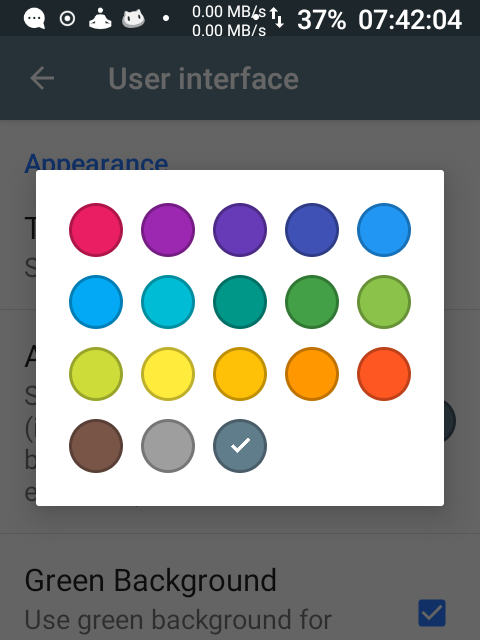 0.00 MB/s
0.00 MB/s
37% 07:42:04
User interface
Appearance
Green Background
Use green background for